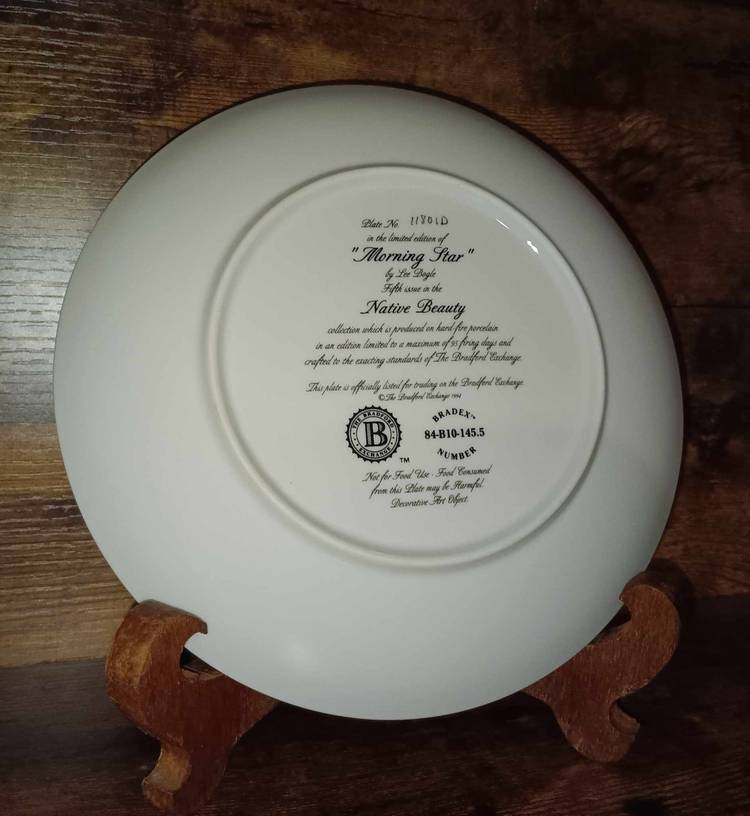 Plate No. 11801D
in the limited edition of
"Morning Star"
by Lee Bogle
Fifth issue in the
Native Beauty
collection which is produced on hard-fire porcelain
in an edition limited to a maximum of 95 firing days and
crafted to the exacting standards of The Bradford Exchange.
This plate is officially listed for trading on the Bradford Exchange.
©The Bradford Exchange 1994
THE BRADFORD
B
EXCHANGE
TM
BRADEX™
84-B10-145.5
NUMBER
Not for Food Use - Food Consumed
from this Plate may be Harmful.
Decorative Art Object.